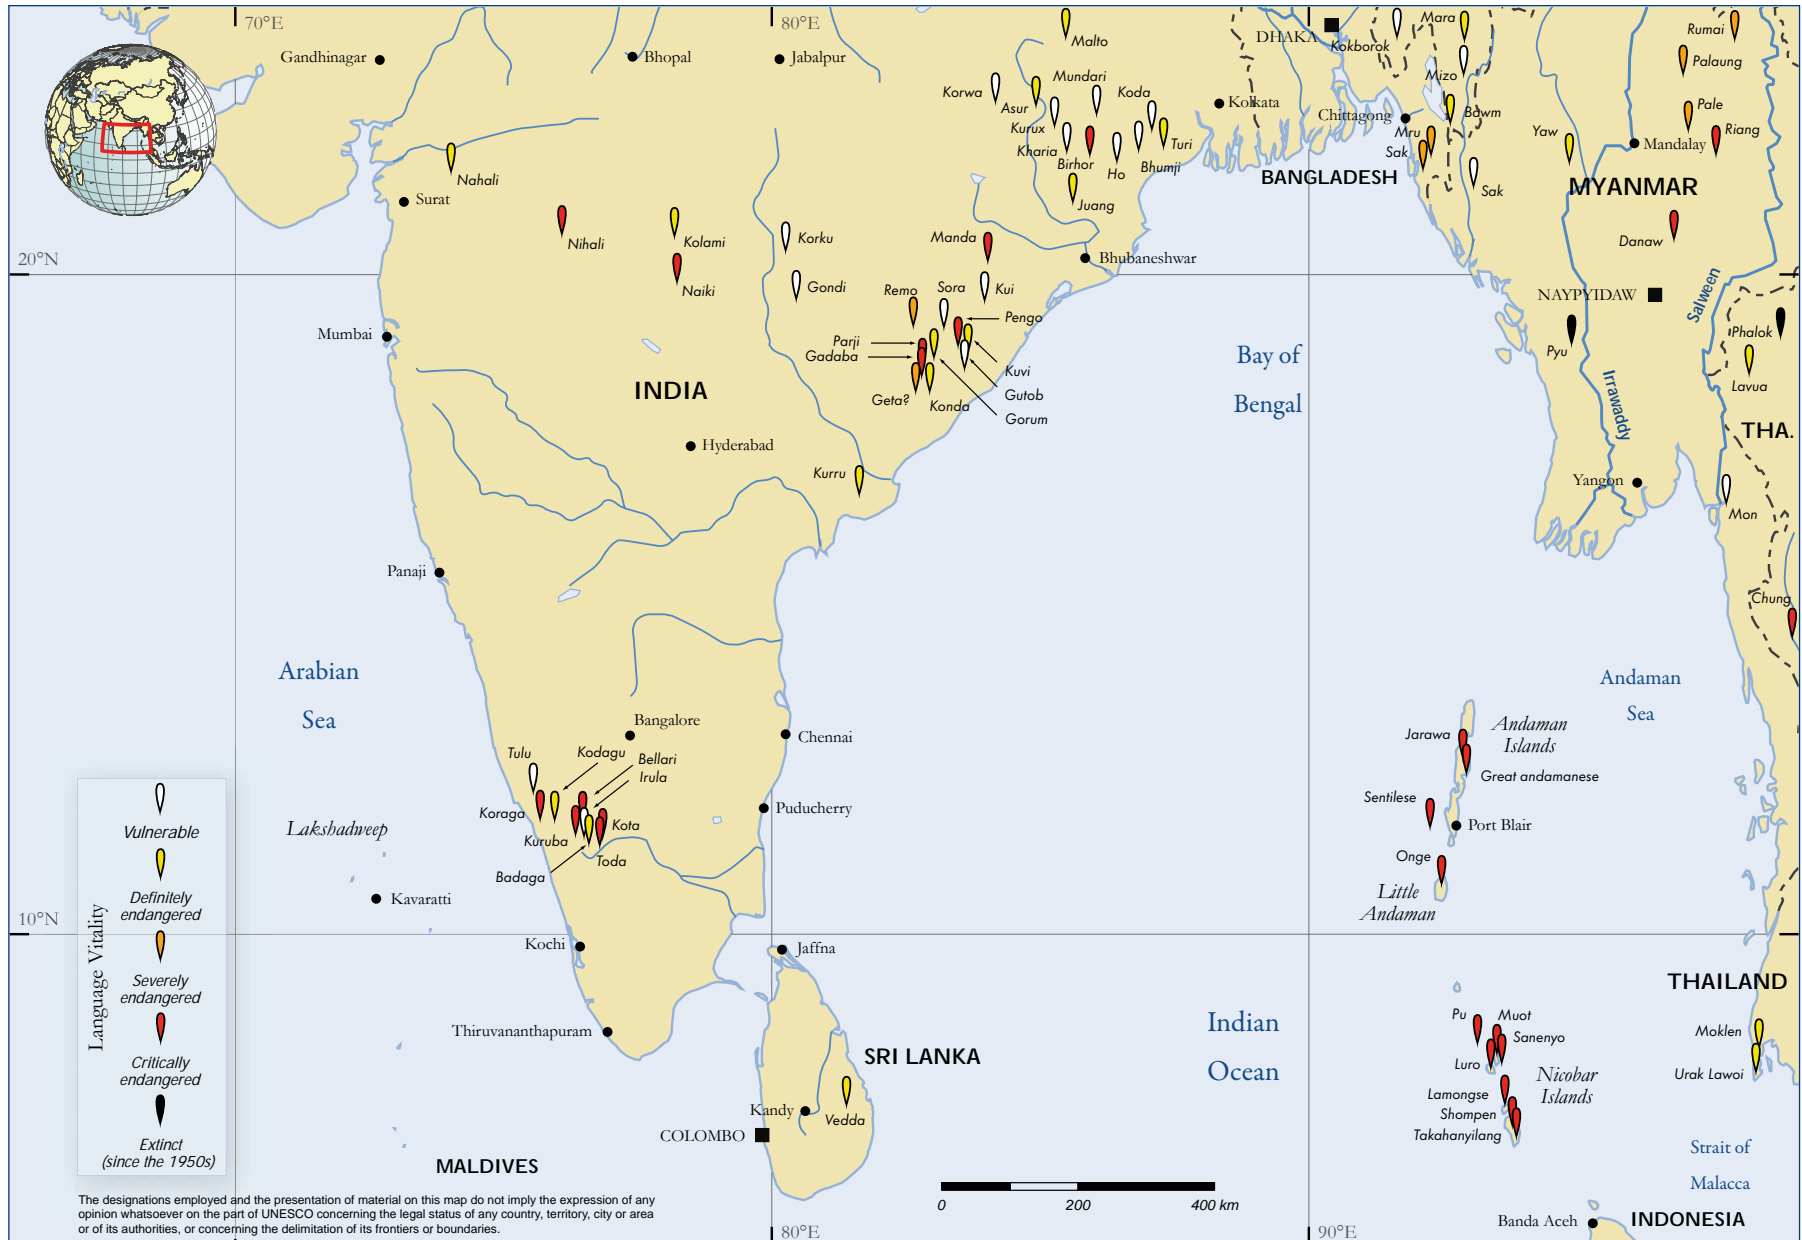 70°E
80°E
Gandhinagar
Bhopal
Jabalpur
Malto
DHAKA
Kokborok
Mara
Rumai
Mizo
Palaung
Korwa
Asur
Mundari
Koda
Kolkata
Chittagong
Bawm
Pale
Riang
Kurux
Kharia
Birhor
Ho
Bhumji
Turi
Mru
Sak
Yaw
Mandalay
Nahali
Surat
Juang
BANGLADESH
Sak
MYANMAR
Nihali
Kolami
Korku
Manda
Bhubaneshwar
Danaw
20°N
Naiki
Gondi
Remo
Sora
Kui
NAYPYIDAW
Salween
Mumbai
Pengo
Parji
Gadaba
Kuvi
Gutob
Gorum
Geta?
Konda
Bay of
Bengal
Pyu
Phalok
Lavua
Irrawaddy
INDIA
THA.
Hyderabad
Kurru
Yangon
Mon
Panaji
Chung
Arabian
Sea
Andaman
Sea
Bangalore
Chennai
Tulu
Kodagu
Bellari
Irula
Koraga
Kuruba
Kota
Toda
Badaga
Puducherry
Jarawa
Andaman
Islands
Great andamanese
Sentilese
Port Blair
Onge
Little
Andaman
Lakshadweep
Kavaratti
10°N
Kochi
Jaffna
THAILAND
Thiruvananthapuram
Indian
Ocean
SRI LANKA
Pu
Muot
Sanenyo
Luro
Nicobar
Islands
Lamongse
Shompen
Takahanyilang
Moklen
Urak Lawoi
Kandy
Vedda
COLOMBO
MALDIVES
Strait of
Malacca
Banda Aceh
INDONESIA
Language Vitality
Vulnerable
Definitely
endangered
Severely
endangered
Critically
endangered
Extinct
(since the 1950s)
0
200
400 km
The designations employed and the presentation of material on this map do not imply the expression of any
opinion whatsoever on the part of UNESCO concerning the legal status of any country, territory, city or area
or of its authorities, or concerning the delimitation of its frontiers or boundaries.
80°E
90°E